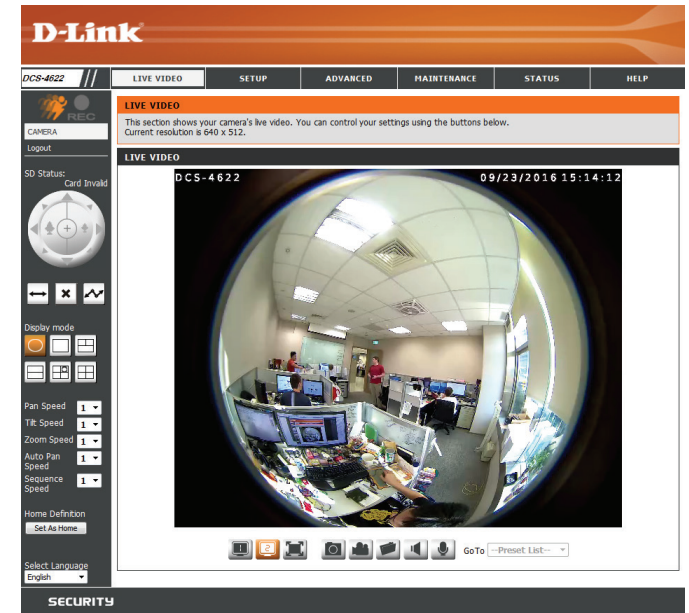 D-Link
DCS-4622
LIVE VIDEO
SETUP
ADVANCED
MAINTENANCE
STATUS
HELP
REC
CAMERA
Logout
SD Status:
Card Invalid
Display mode
Pan Speed 1
Tilt Speed 1
Zoom Speed 1
Auto Pan
Speed 1
Sequence
Speed 1
Home Definition
Set As Home
Select Language
English
LIVE VIDEO
This section shows your camera's live video. You can control your settings using the buttons below.
Current resolution is 640 x 512.
LIVE VIDEO
DCS-4622 09/23/2016 15:14:12
1 2
GoTo --Preset List--
SECURITY